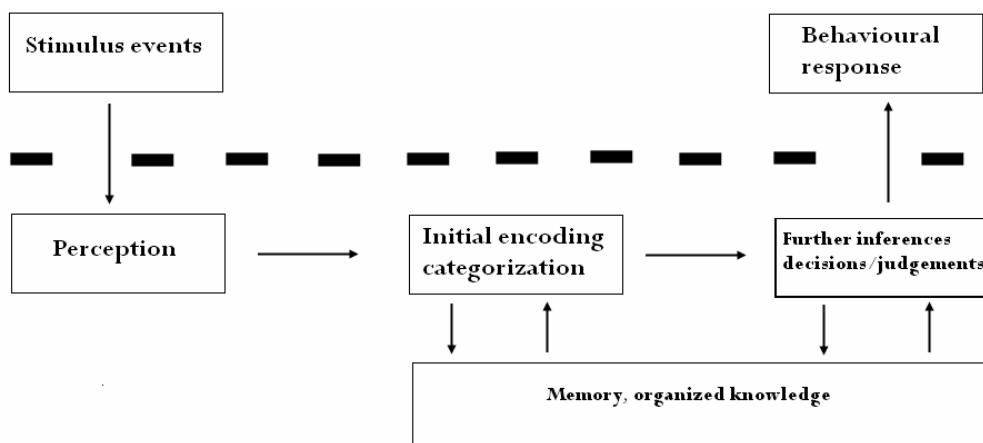 Stimulus events
Behavioural
response
Perception
Initial encoding
categorization
Further inferences
decisions/judgements
Memory, organized knowledge